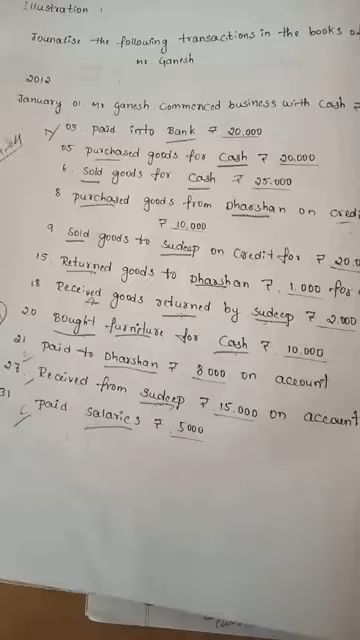 Illustration :
Jounalise the following transactions in the books of
mr Ganesh
2012
January 01. Mr Ganesh commenced business with Cash ₹
03. paid into Bank ₹ 20,000
05 purchased goods for Cash ₹ 20,000
6. Sold goods for Cash ₹ 25,000
8 purchased goods from Dharshan on Cred
₹ 10,000
9 Sold goods to Sudeep on Credit for ₹ 20,0
15. Returned goods to Dharshan ₹. 1,000 for
18 Received goods returned by Sudeep ₹ 2,000
20 Bought furniture for Cash ₹. 10,000
21 paid to Dharshan ₹ 8000 on account
27, Received from Sudeep ₹ 15,000 on account
31 paid Salaries ₹. 5000